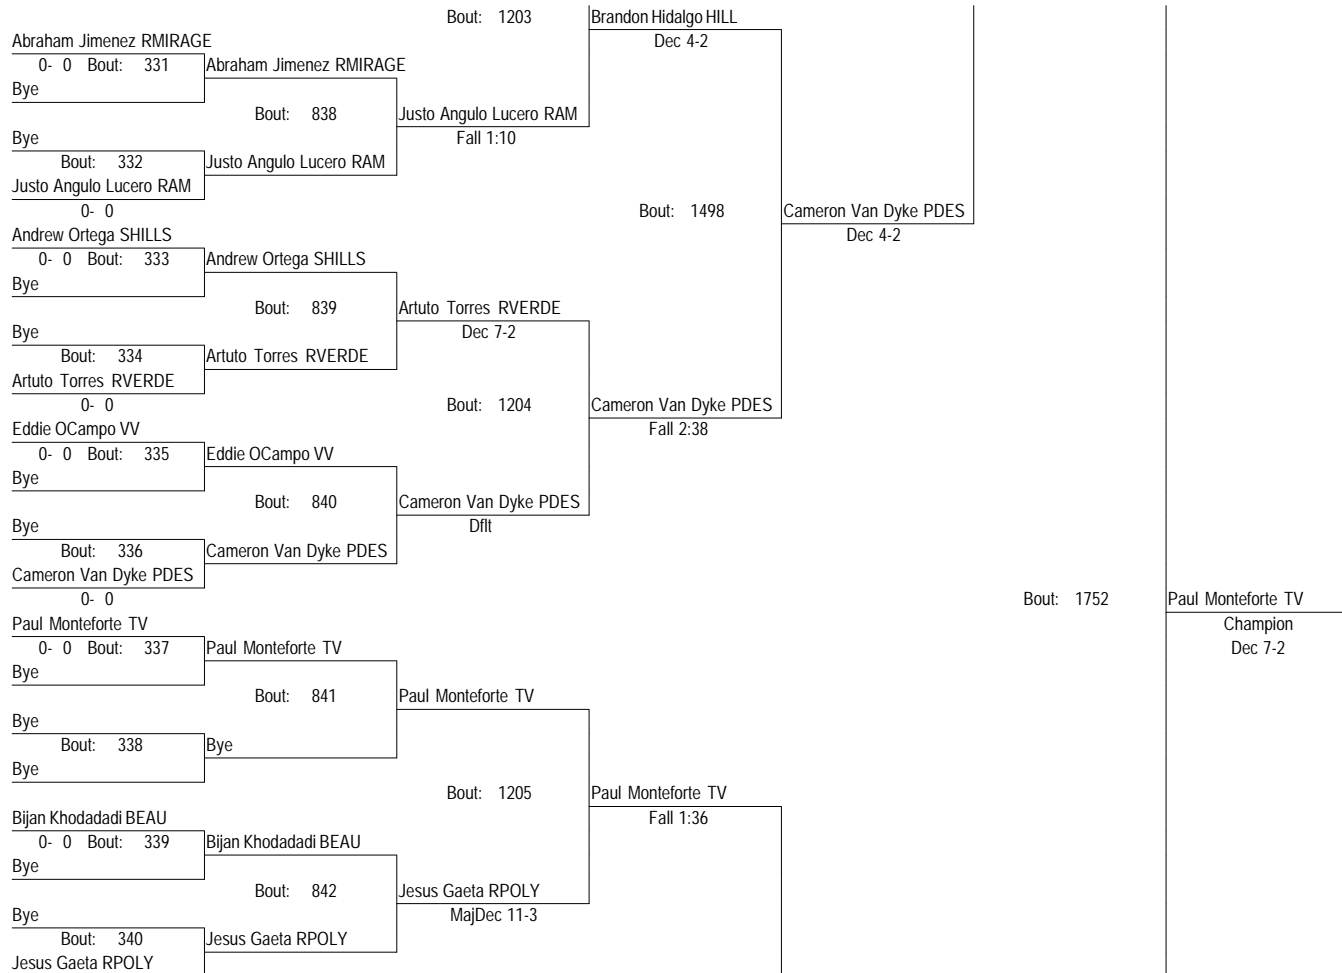 Bout: 1203 Brandon Hidalgo HILL
Abraham Jimenez RMIRAGE Dec 4-2
0- 0 Bout: 331 Abraham Jimenez RMIRAGE
Bye
Bout: 838 Justo Angulo Lucero RAM
Bye Fall 1:10
Bout: 332 Justo Angulo Lucero RAM
Justo Angulo Lucero RAM
0- 0 Bout: 1498 Cameron Van Dyke PDES
Andrew Ortega SHILLS Dec 4-2
0- 0 Bout: 333 Andrew Ortega SHILLS
Bye
Bout: 839 Artuto Torres RVERDE
Bye Dec 7-2
Bout: 334 Artuto Torres RVERDE
Artuto Torres RVERDE
0- 0 Bout: 1204 Cameron Van Dyke PDES
Eddie OCampo VV Fall 2:38
0- 0 Bout: 335 Eddie OCampo VV
Bye
Bout: 840 Cameron Van Dyke PDES
Bye Dflt
Bout: 336 Cameron Van Dyke PDES
Cameron Van Dyke PDES
0- 0 Bout: 1752 Paul Monteforte TV
Paul Monteforte TV Champion
0- 0 Bout: 337 Paul Monteforte TV Dec 7-2
Bye
Bout: 841 Paul Monteforte TV
Bye
Bout: 338 Bye
Bye
Bout: 1205 Paul Monteforte TV
Bijan Khodadadi BEAU Fall 1:36
0- 0 Bout: 339 Bijan Khodadadi BEAU
Bye
Bout: 842 Jesus Gaeta RPOLY
Bye MajDec 11-3
Bout: 340 Jesus Gaeta RPOLY
Jesus Gaeta RPOLY